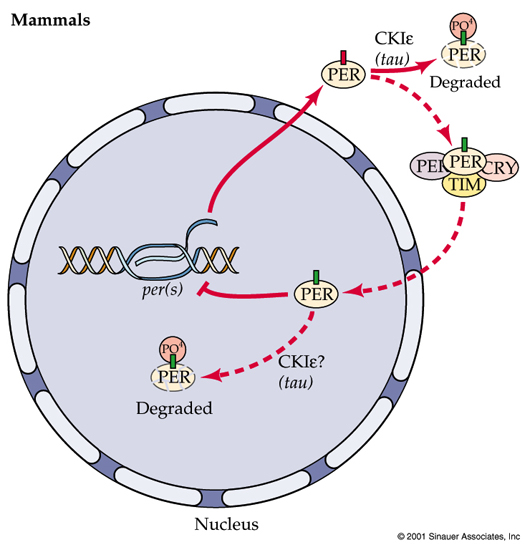 Mammals
CKIε
(tau)
PO4
PER
Degraded
PER
PER
PER
CRY
TIM
per(s)
PER
CKIε?
(tau)
PO4
PER
Degraded
Nucleus
© 2001 Sinauer Associates, Inc